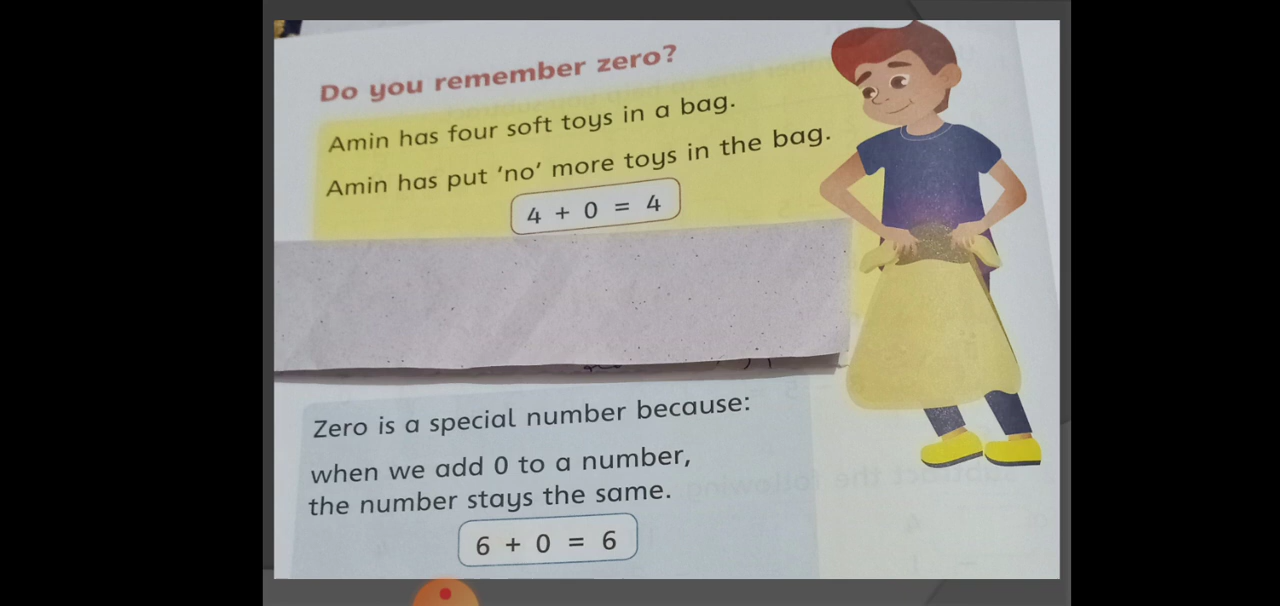 Do you remember zero?
Amin has four soft toys in a bag.
Amin has put 'no' more toys in the bag.
4 + 0 = 4
Zero is a special number because:
when we add 0 to a number,
the number stays the same.
6 + 0 = 6